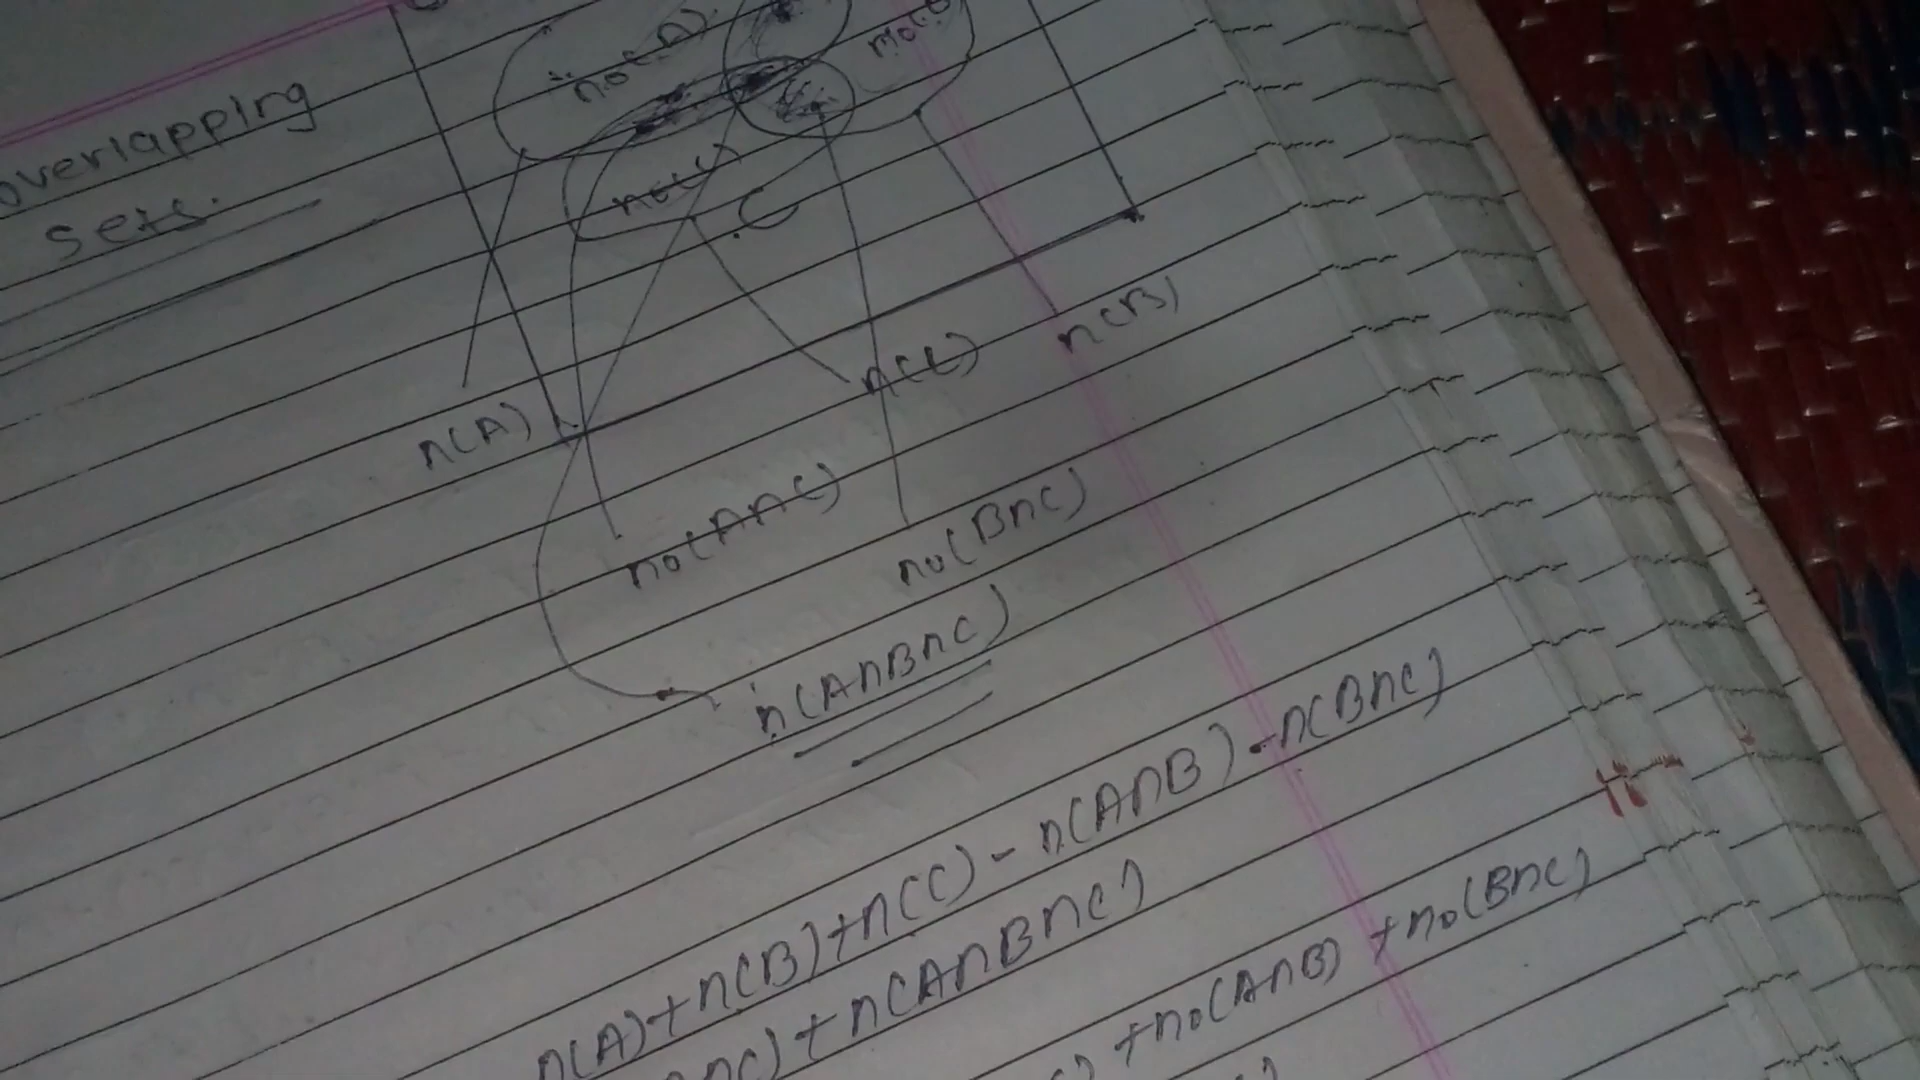 overlapping
sets.
no(A)
no(C)
C
n(A)
n(C)
n(B)
no(A∩C)
no(B∩C)
n(A∩B∩C)
n(A)+n(B)+n(C)-n(A∩B)-n(B∩C)
+n(A∩B∩C)
+no(A∩B)+no(B∩C)